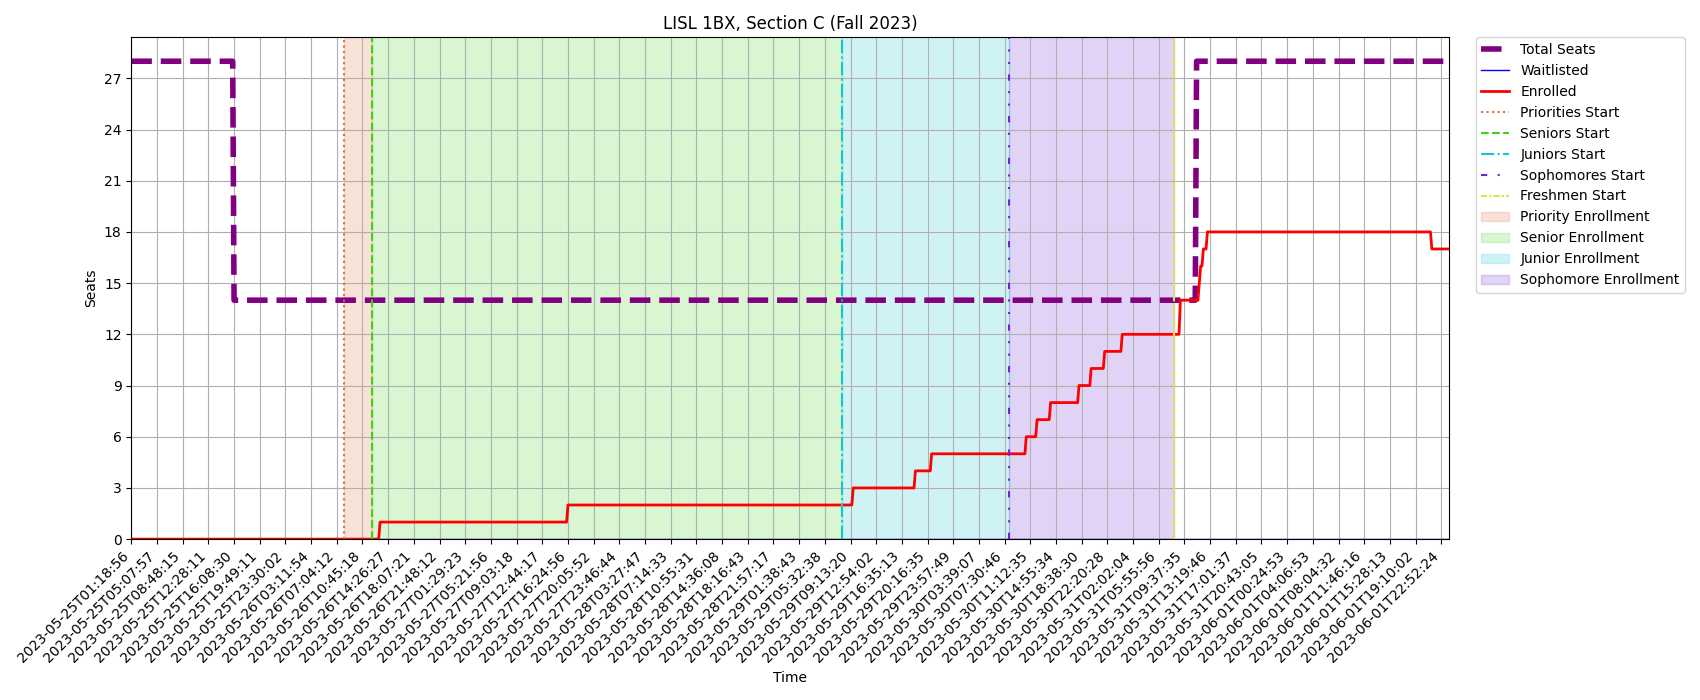 LISL 1BX, Section C (Fall 2023)
Seats
27
24
21
18
15
12
9
6
3
0
2023-05-25T01:18:56
2023-05-25T05:07:57
2023-05-25T08:48:15
2023-05-25T12:28:11
2023-05-25T16:08:30
2023-05-25T19:49:11
2023-05-25T23:30:02
2023-05-26T03:11:54
2023-05-26T07:04:12
2023-05-26T10:45:18
2023-05-26T14:26:27
2023-05-26T18:07:21
2023-05-26T21:48:12
2023-05-27T01:29:23
2023-05-27T05:21:56
2023-05-27T09:03:18
2023-05-27T12:44:17
2023-05-27T16:24:56
2023-05-27T20:05:52
2023-05-27T23:46:44
2023-05-28T03:27:47
2023-05-28T07:14:33
2023-05-28T10:55:31
2023-05-28T14:36:08
2023-05-28T18:16:43
2023-05-28T21:57:17
2023-05-29T01:38:43
2023-05-29T05:32:38
2023-05-29T09:13:20
2023-05-29T12:54:02
2023-05-29T16:35:13
2023-05-29T20:16:35
2023-05-29T23:57:49
2023-05-30T03:39:07
2023-05-30T07:30:46
2023-05-30T11:12:35
2023-05-30T14:55:34
2023-05-30T18:38:30
2023-05-30T22:20:28
2023-05-31T02:02:04
2023-05-31T05:55:56
2023-05-31T09:37:35
2023-05-31T13:19:46
2023-05-31T17:01:37
2023-05-31T20:43:05
2023-06-01T00:24:53
2023-06-01T04:06:53
2023-06-01T08:04:32
2023-06-01T11:46:16
2023-06-01T15:28:13
2023-06-01T19:10:02
2023-06-01T22:52:24
Time
Total Seats
Waitlisted
Enrolled
Priorities Start
Seniors Start
Juniors Start
Sophomores Start
Freshmen Start
Priority Enrollment
Senior Enrollment
Junior Enrollment
Sophomore Enrollment